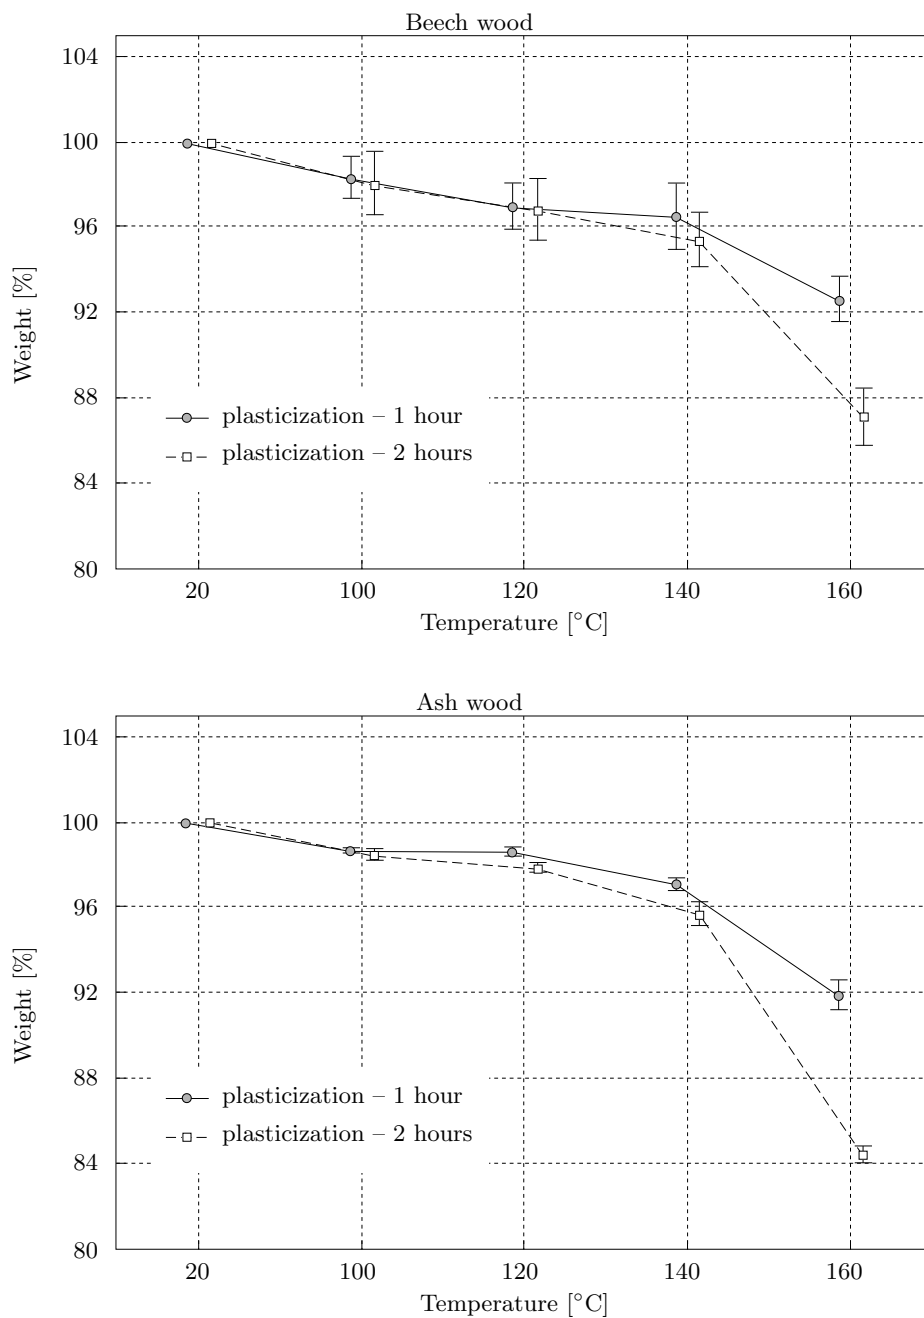 Beech wood
104
100
96
92
88
84
80
Weight [%]
plasticization – 1 hour
plasticization – 2 hours
20 100 120 140 160
Temperature [°C]
Ash wood
104
100
96
92
88
84
80
Weight [%]
plasticization – 1 hour
plasticization – 2 hours
20 100 120 140 160
Temperature [°C]